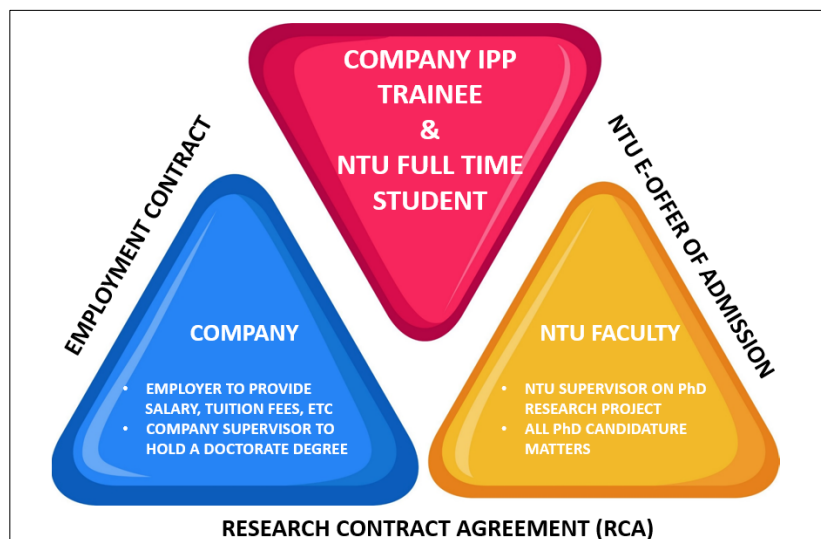 COMPANY IPP
TRAINEE
&
NTU FULL TIME
STUDENT
EMPLOYMENT CONTRACT
NTU E-OFFER OF ADMISSION
COMPANY
• EMPLOYER TO PROVIDE
SALARY, TUITION FEES, ETC
• COMPANY SUPERVISOR TO
HOLD A DOCTORATE DEGREE
NTU FACULTY
• NTU SUPERVISOR ON PhD
RESEARCH PROJECT
• ALL PhD CANDIDATURE
MATTERS
RESEARCH CONTRACT AGREEMENT (RCA)